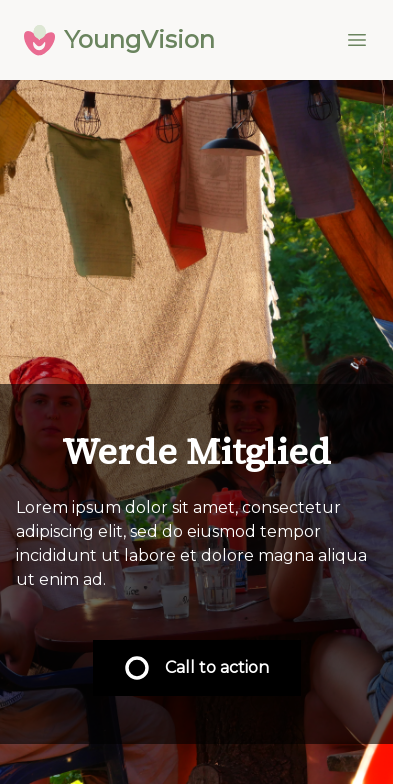 YoungVision
Werde Mitglied
Lorem ipsum dolor sit amet, consectetur
adipiscing elit, sed do eiusmod tempor
incididunt ut labore et dolore magna aliqua
ut enim ad.
Call to action